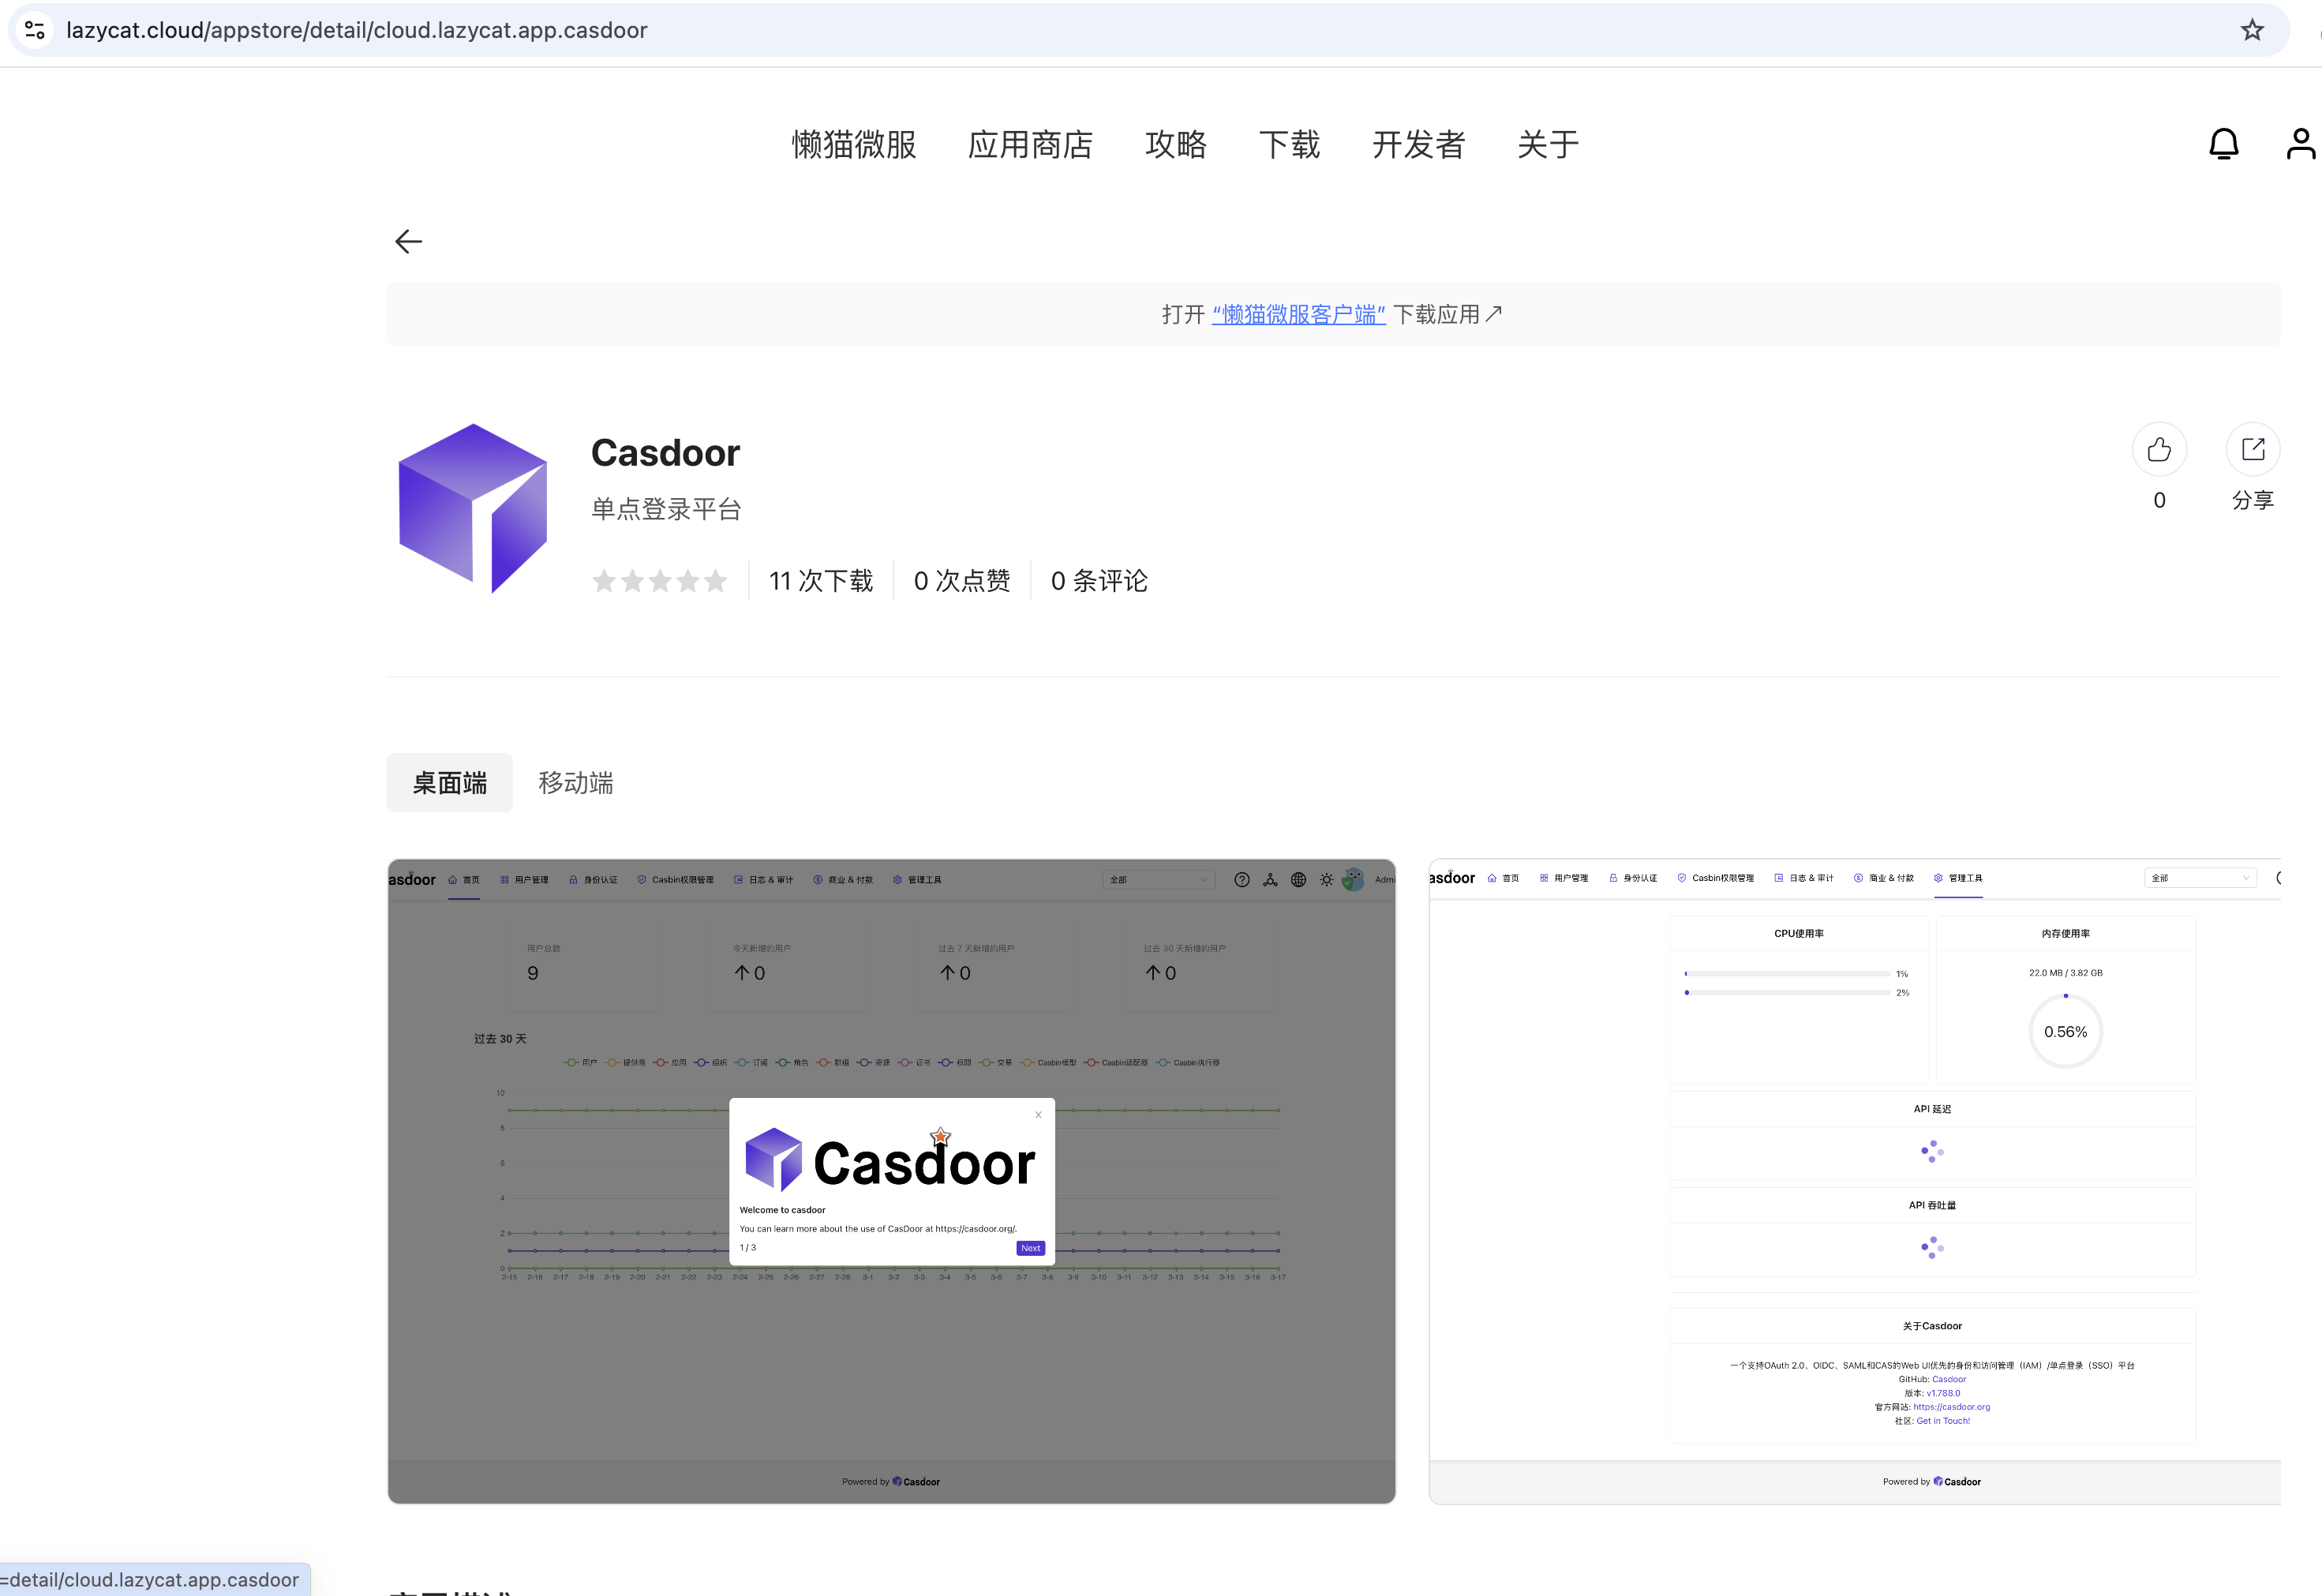 lazycat.cloud/appstore/detail/cloud.lazycat.app.casdoor
懒猫微服 应用商店 攻略 下载 开发者 关于
打开 “懒猫微服客户端” 下载应用↗
Casdoor
单点登录平台
11 次下载 0 次点赞 0 条评论
0 分享
桌面端 移动端
asdoor 首页 用户管理 身份认证 Casbin权限管理 日志 & 审计 商业 & 付款 管理工具 全部 Admi
用户总数 今天新增的用户 过去 7 天新增的用户 过去 30 天新增的用户
9 ↑0 ↑0 ↑0
过去 30 天
用户 提供商 应用 组织 订阅 角色 群组 资源 证书 权限 交易 Casbin模型 Casbin适配器 Casbin执行器
10
8
6
4
2
0
2-15 2-16 2-17 2-18 2-19 2-20 2-21 2-22 2-23 2-24 2-25 2-26 2-27 2-28 3-1 3-2 3-3 3-4 3-5 3-6 3-7 3-8 3-9 3-10 3-11 3-12 3-13 3-14 3-15 3-16 3-17
Casdoor
Welcome to casdoor
You can learn more about the use of CasDoor at https://casdoor.org/.
1 / 3 Next
Powered by Casdoor
asdoor 首页 用户管理 身份认证 Casbin权限管理 日志 & 审计 商业 & 付款 管理工具 全部
CPU使用率 内存使用率
1%
2%
22.0 MB / 3.82 GB
0.56%
API 延迟
API 吞吐量
关于Casdoor
一个支持OAuth 2.0、OIDC、SAML和CAS的Web UI优先的身份和访问管理（IAM）/单点登录（SSO）平台
GitHub: Casdoor
版本: v1.788.0
官方网站: https://casdoor.org
社区: Get in Touch!
Powered by Casdoor
=detail/cloud.lazycat.app.casdoor